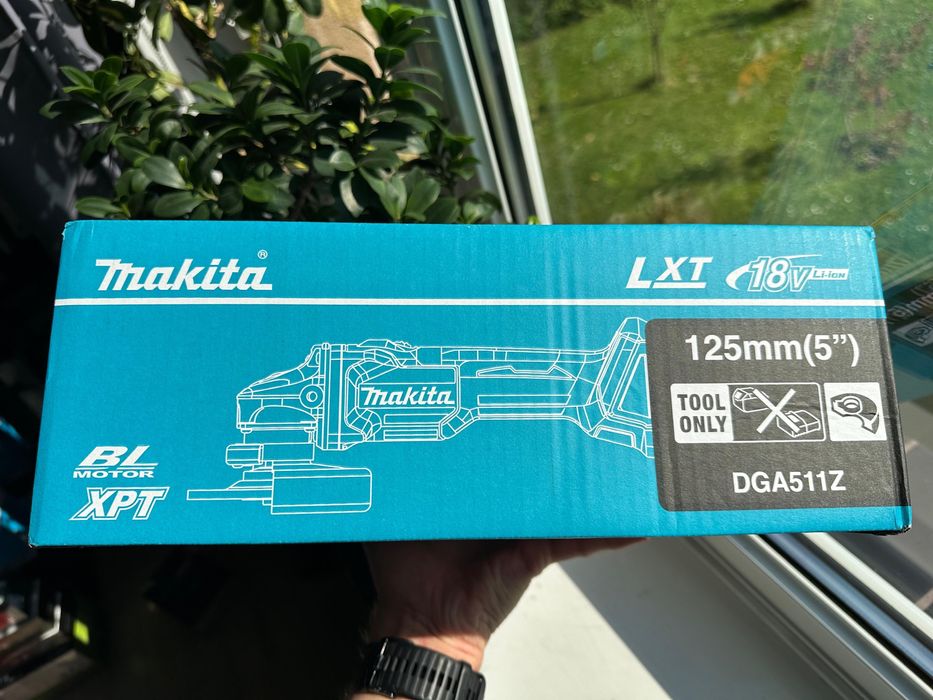 makita®
LXT 18V Li-ion
125mm(5”)
makita
TOOL
ONLY
BL
MOTOR
XPT
DGA511Z